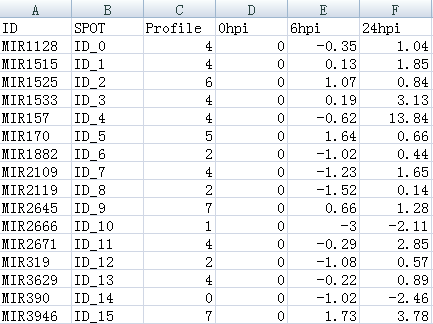 A B C D E F
ID SPOT Profile 0hpi 6hpi 24hpi
MIR1128 ID_0 4 0 -0.35 1.04
MIR1515 ID_1 4 0 0.13 1.85
MIR1525 ID_2 6 0 1.07 0.84
MIR1533 ID_3 4 0 0.19 3.13
MIR157 ID_4 4 0 -0.62 13.84
MIR170 ID_5 5 0 1.64 0.66
MIR1882 ID_6 2 0 -1.02 0.44
MIR2109 ID_7 4 0 -1.23 1.65
MIR2119 ID_8 2 0 -1.52 0.14
MIR2645 ID_9 7 0 0.66 1.28
MIR2666 ID_10 1 0 -3 -2.11
MIR2671 ID_11 4 0 -0.29 2.85
MIR319 ID_12 2 0 -1.08 0.57
MIR3629 ID_13 4 0 -0.22 0.89
MIR390 ID_14 0 0 -1.02 -2.46
MIR3946 ID_15 7 0 1.73 3.78